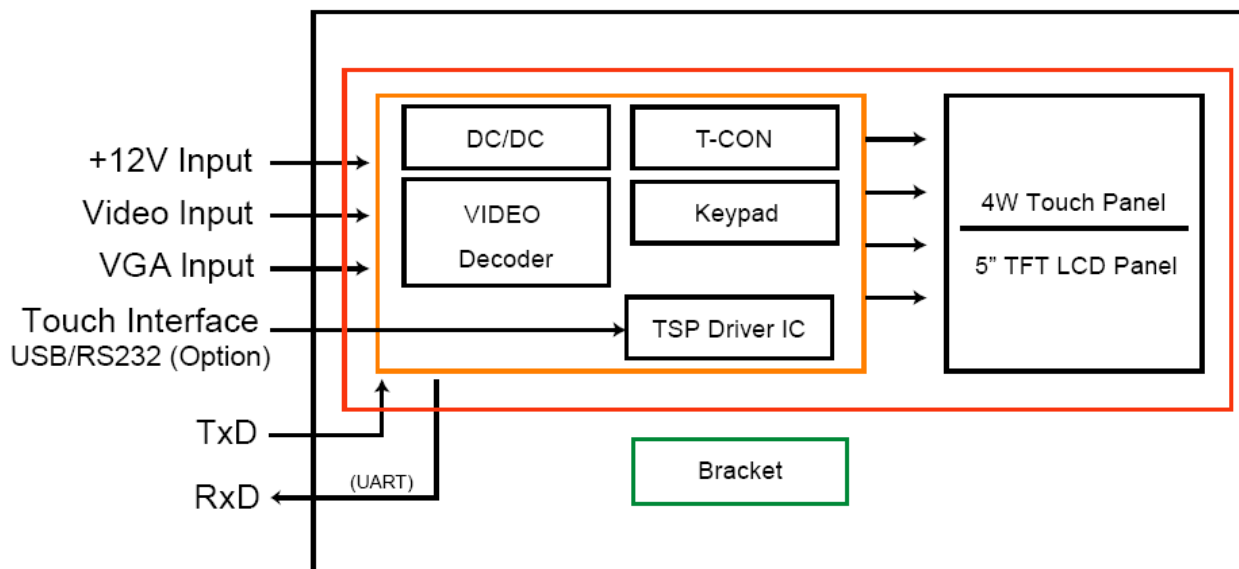 DC/DC
T-CON
+12V Input
Video Input
VIDEO
Decoder
Keypad
4W Touch Panel
5” TFT LCD Panel
VGA Input
Touch Interface
USB/RS232 (Option)
TSP Driver IC
TxD
RxD
(UART)
Bracket